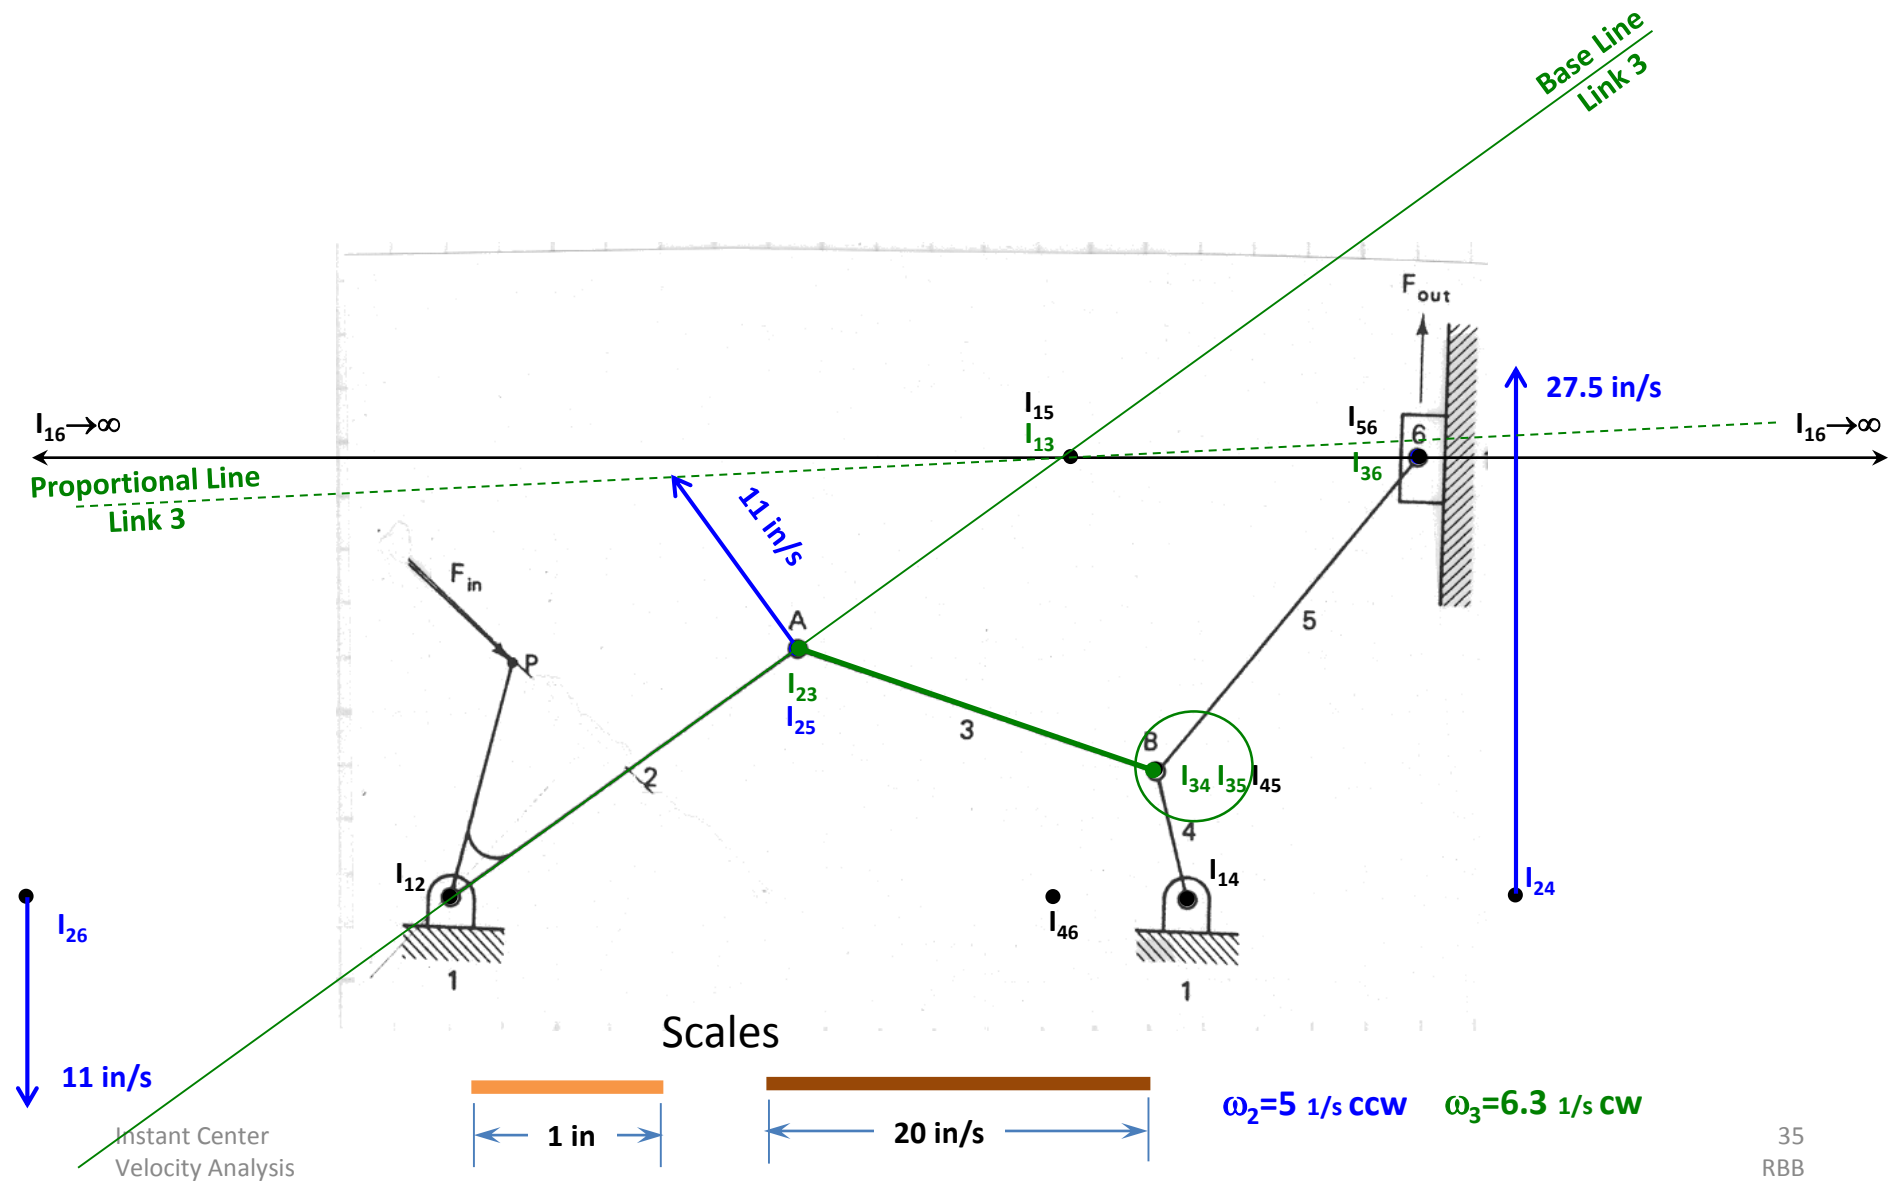 Base Line
Link 3
F out
27.5 in/s
I₁₅
I₁₃
I₅₆
6
I₃₆
I₁₆→∞
I₁₆→∞
Proportional Line
Link 3
11 in/s
F in
P
A
I₂₃
I₂₅
5
3
B
I₃₄ I₃₅ I₄₅
2
4
I₁₂
I₁₄
I₂₄
I₂₆
I₄₆
1
1
Scales
11 in/s
1 in
20 in/s
ω₂=5 1/s ccw
ω₃=6.3 1/s cw
Instant Center
Velocity Analysis
35
RBB